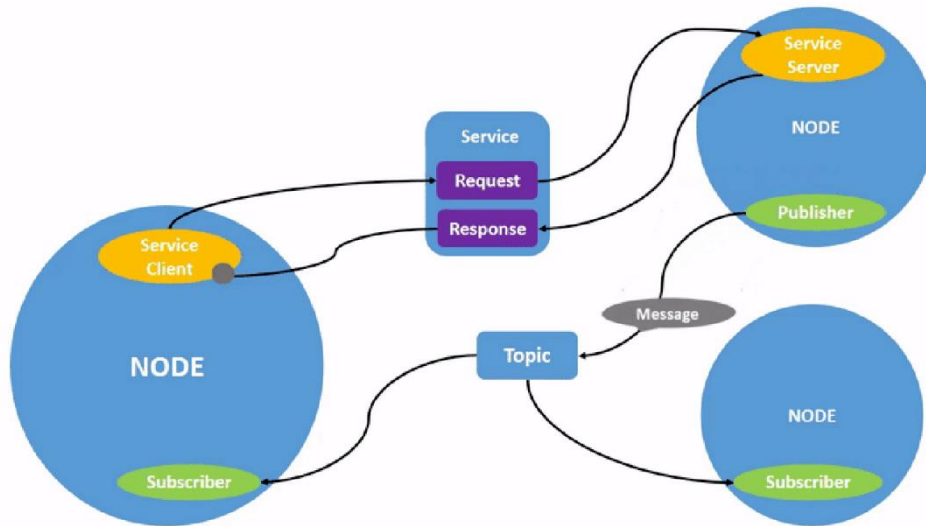 Service
Server
NODE
Publisher
Service
Request
Response
Service
Client
NODE
Subscriber
Message
Topic
NODE
Subscriber